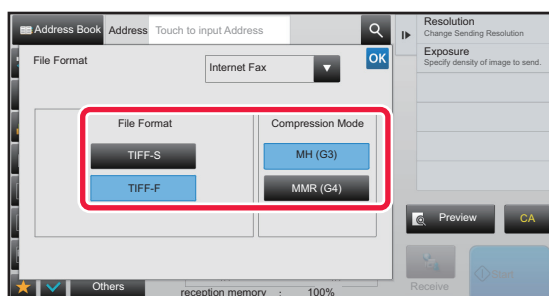 Address Book Address Touch to input Address
Resolution
Change Sending Resolution
Exposure
Specify density of image to send.
File Format
Internet Fax
OK
File Format Compression Mode
TIFF-S MH (G3)
TIFF-F MMR (G4)
Preview CA
Others
reception memory : 100%
Receive
Start